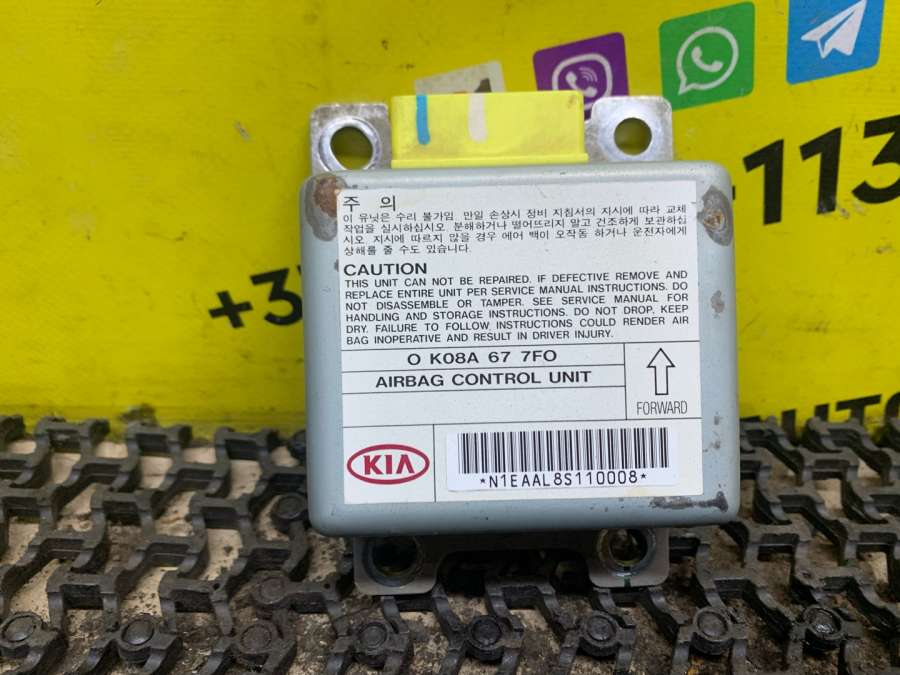 +113
+3
주 의
이 유닛은 수리 불가임. 만일 손상시 정비 지침서의 지시에 따라 교체
작업을 실시하십시오. 분해하거나 떨어뜨리지 말고 건조하게 보관하십
시오. 지시에 따르지 않을 경우 에어 백이 오작동 하거나 운전자에게
상해를 줄 수도 있습니다.
CAUTION
THIS UNIT CAN NOT BE REPAIRED. IF DEFECTIVE REMOVE AND
REPLACE ENTIRE UNIT PER SERVICE MANUAL INSTRUCTIONS. DO
NOT DISASSEMBLE OR TAMPER. SEE SERVICE MANUAL FOR
HANDLING AND STORAGE INSTRUCTIONS. DO NOT DROP, KEEP
DRY. FAILURE TO FOLLOW INSTRUCTIONS COULD RENDER AIR
BAG INOPERATIVE AND RESULT IN DRIVER INJURY.
O K08A 67 7FO
AIRBAG CONTROL UNIT
FORWARD
KIA
*N1EAAL8S110008*